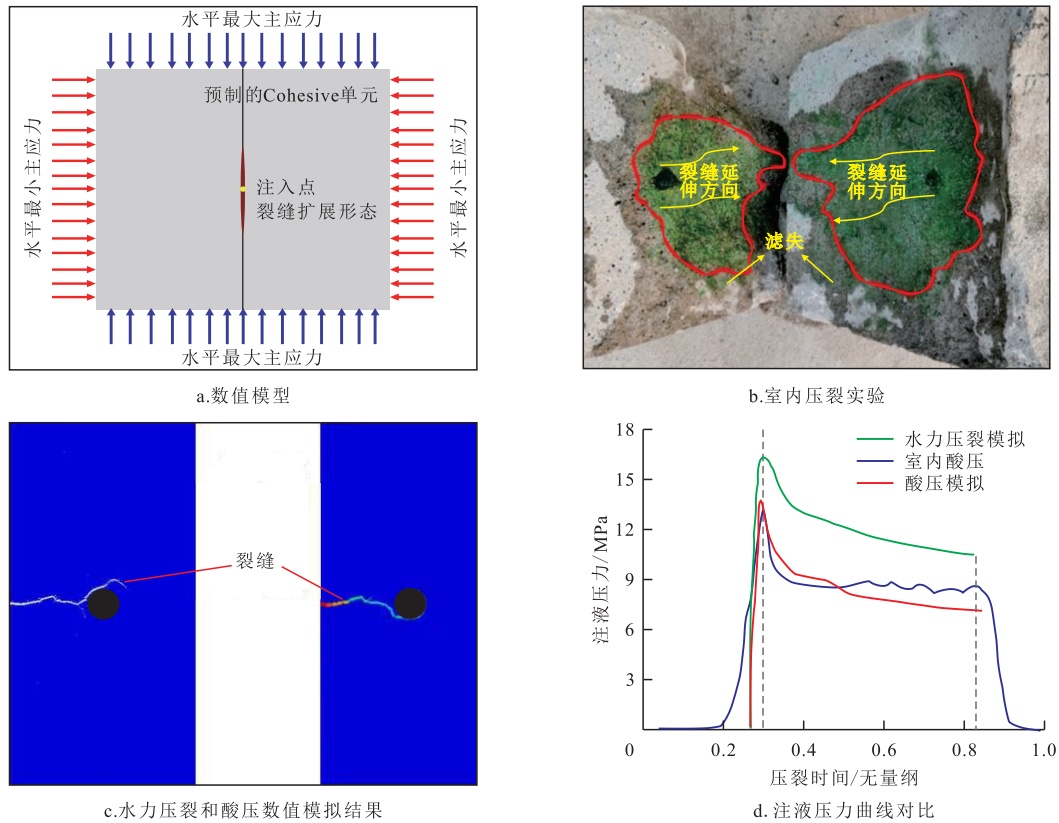 水平最大主应力
预制的Cohesive单元
水平最小主应力
水平最小主应力
注入点
裂缝扩展形态
水平最大主应力
a.数值模型
裂缝延
伸方向
裂缝延
伸方向
滤失
b.室内压裂实验
裂缝
c.水力压裂和酸压数值模拟结果
18
15
12
9
6
3
0
0.2
0.4
0.6
0.8
1.0
注液压力/MPa
压裂时间/无量纲
水力压裂模拟
室内酸压
酸压模拟
d.注液压力曲线对比